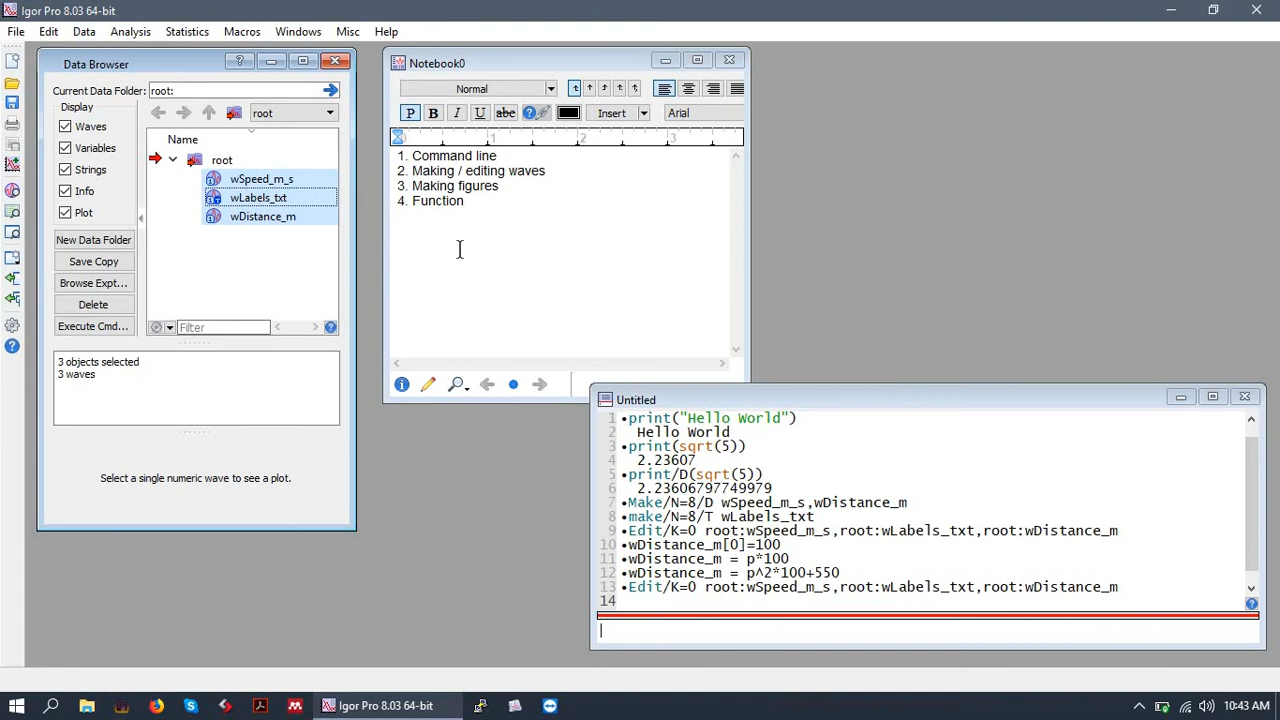 Igor Pro 8.03 64-bit
File Edit Data Analysis Statistics Macros Windows Misc Help
Data Browser
Current Data Folder: root:
Display
Waves
Variables
Strings
Info
Plot
New Data Folder
Save Copy
Browse Expt...
Delete
Execute Cmd...
root
Name
root
wSpeed_m_s
wLabels_txt
wDistance_m
Filter
3 objects selected
3 waves
Select a single numeric wave to see a plot.
Notebook0
Normal
P B I U abc Insert Arial
1 2 3
1. Command line
2. Making / editing waves
3. Making figures
4. Function
Untitled
1 •print("Hello World")
2 Hello World
3 •print(sqrt(5))
4 2.23607
5 •print/D(sqrt(5))
6 2.23606797749979
7 •Make/N=8/D wSpeed_m_s,wDistance_m
8 •make/N=8/T wLabels_txt
9 •Edit/K=0 root:wSpeed_m_s,root:wLabels_txt,root:wDistance_m
10 •wDistance_m[0]=100
11 •wDistance_m = p*100
12 •wDistance_m = p^2*100+550
13 •Edit/K=0 root:wSpeed_m_s,root:wLabels_txt,root:wDistance_m
14
Igor Pro 8.03 64-bit
10:43 AM